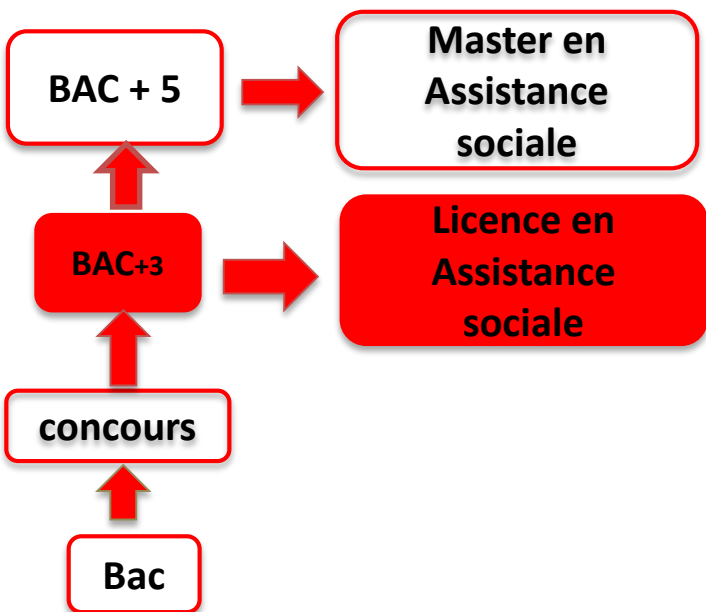 BAC + 5
Master en
Assistance
sociale
BAC+3
Licence en
Assistance
sociale
concours
Bac